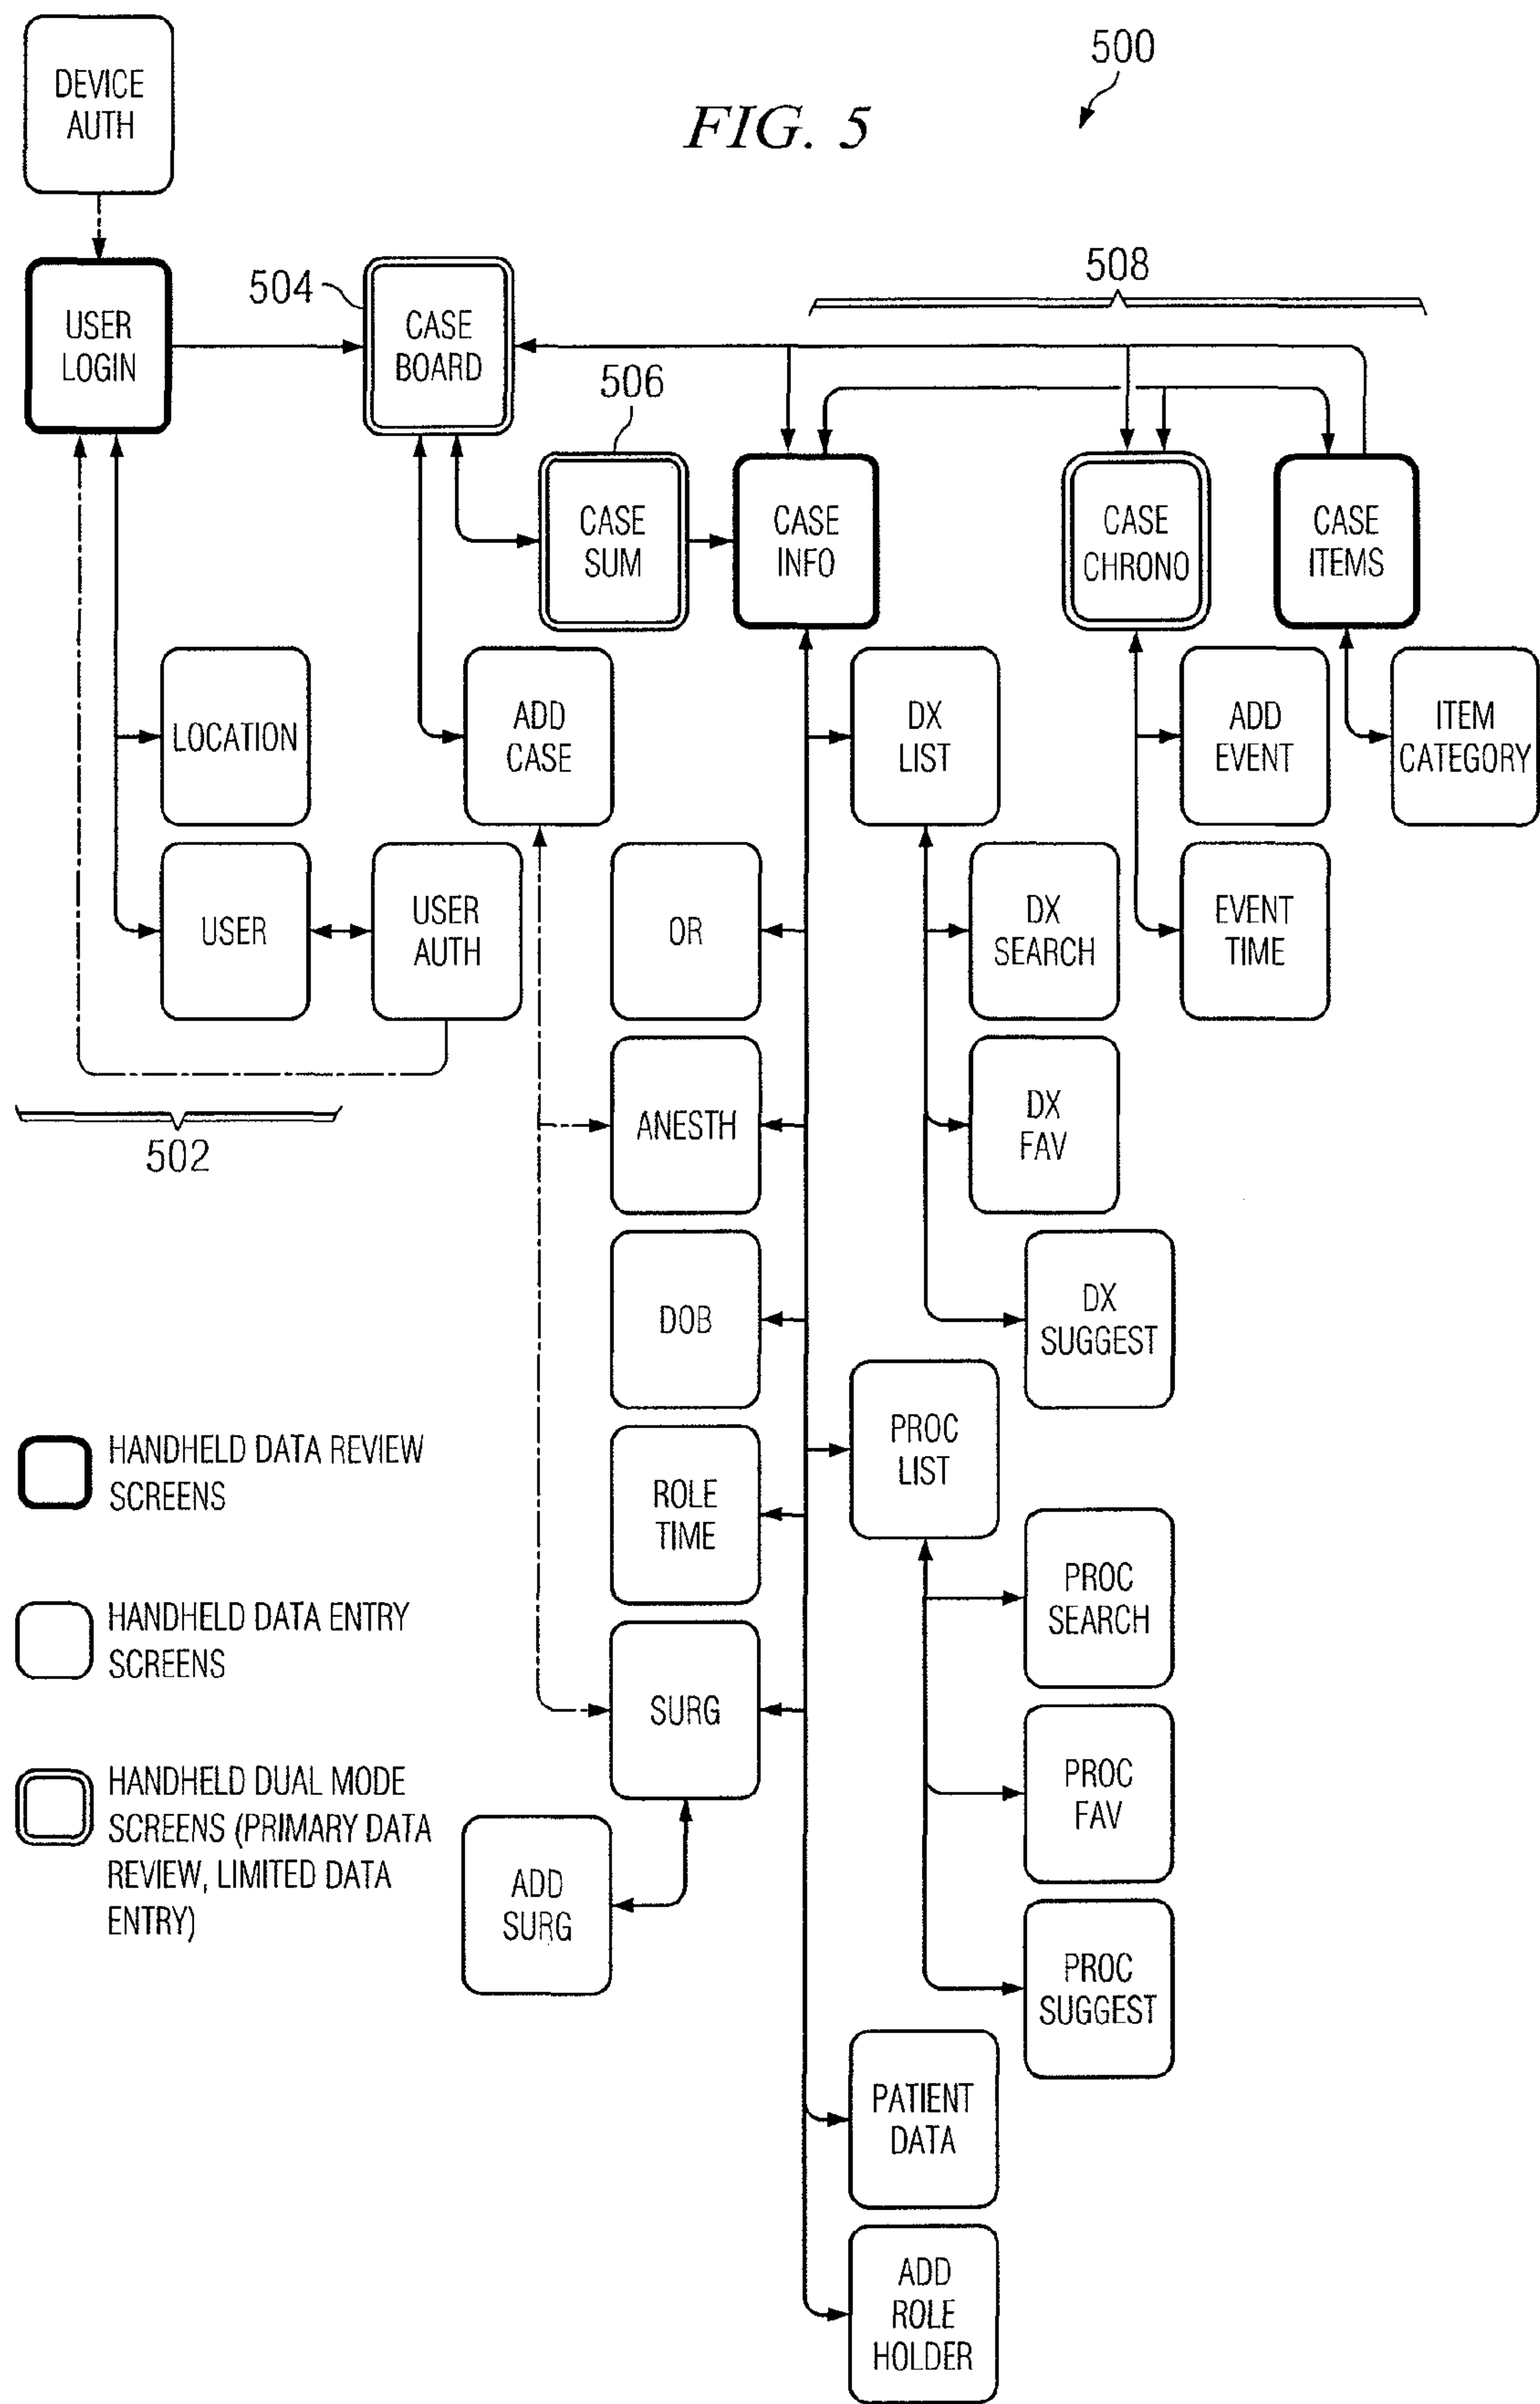 DEVICE
AUTH
FIG. 5
500
USER
LOGIN
504
CASE
BOARD
506
508
CASE
SUM
CASE
INFO
CASE
CHRONO
CASE
ITEMS
LOCATION
ADD
CASE
DX
LIST
ADD
EVENT
ITEM
CATEGORY
USER
USER
AUTH
OR
DX
SEARCH
EVENT
TIME
502
ANESTH
DX
FAV
DOB
DX
SUGGEST
PROC
LIST
ROLE
TIME
PROC
SEARCH
SURG
PROC
FAV
ADD
SURG
PROC
SUGGEST
PATIENT
DATA
ADD
ROLE
HOLDER
HANDHELD DATA REVIEW
SCREENS
HANDHELD DATA ENTRY
SCREENS
HANDHELD DUAL MODE
SCREENS (PRIMARY DATA
REVIEW, LIMITED DATA
ENTRY)